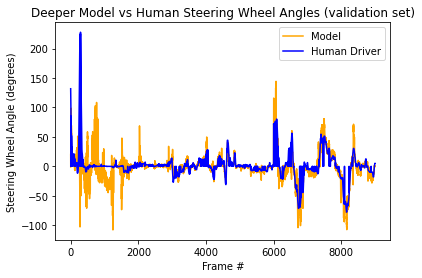 Deeper Model vs Human Steering Wheel Angles (validation set)
Model
Human Driver
Steering Wheel Angle (degrees)
200
150
100
50
0
−50
−100
0 2000 4000 6000 8000
Frame #